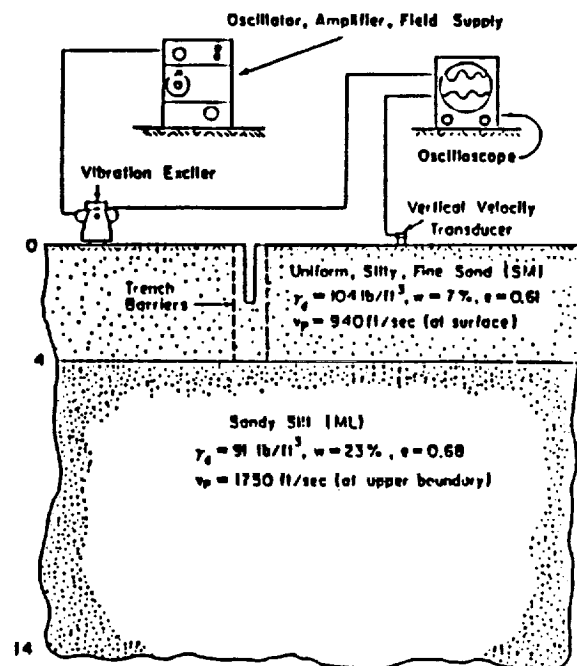 Oscillator, Amplifier, Field Supply
Oscilloscope
Vibration Exciter
Vertical Velocity
Transducer
0
Trench
Barriers
Uniform, Silty, Fine Sand (SM)
γd = 104 lb/ft³, w = 7%, e = 0.61
vp = 940 ft/sec (at surface)
4
Sandy Silt (ML)
γd = 91 lb/ft³, w = 23%, e = 0.68
vp = 1750 ft/sec (at upper boundary)
14